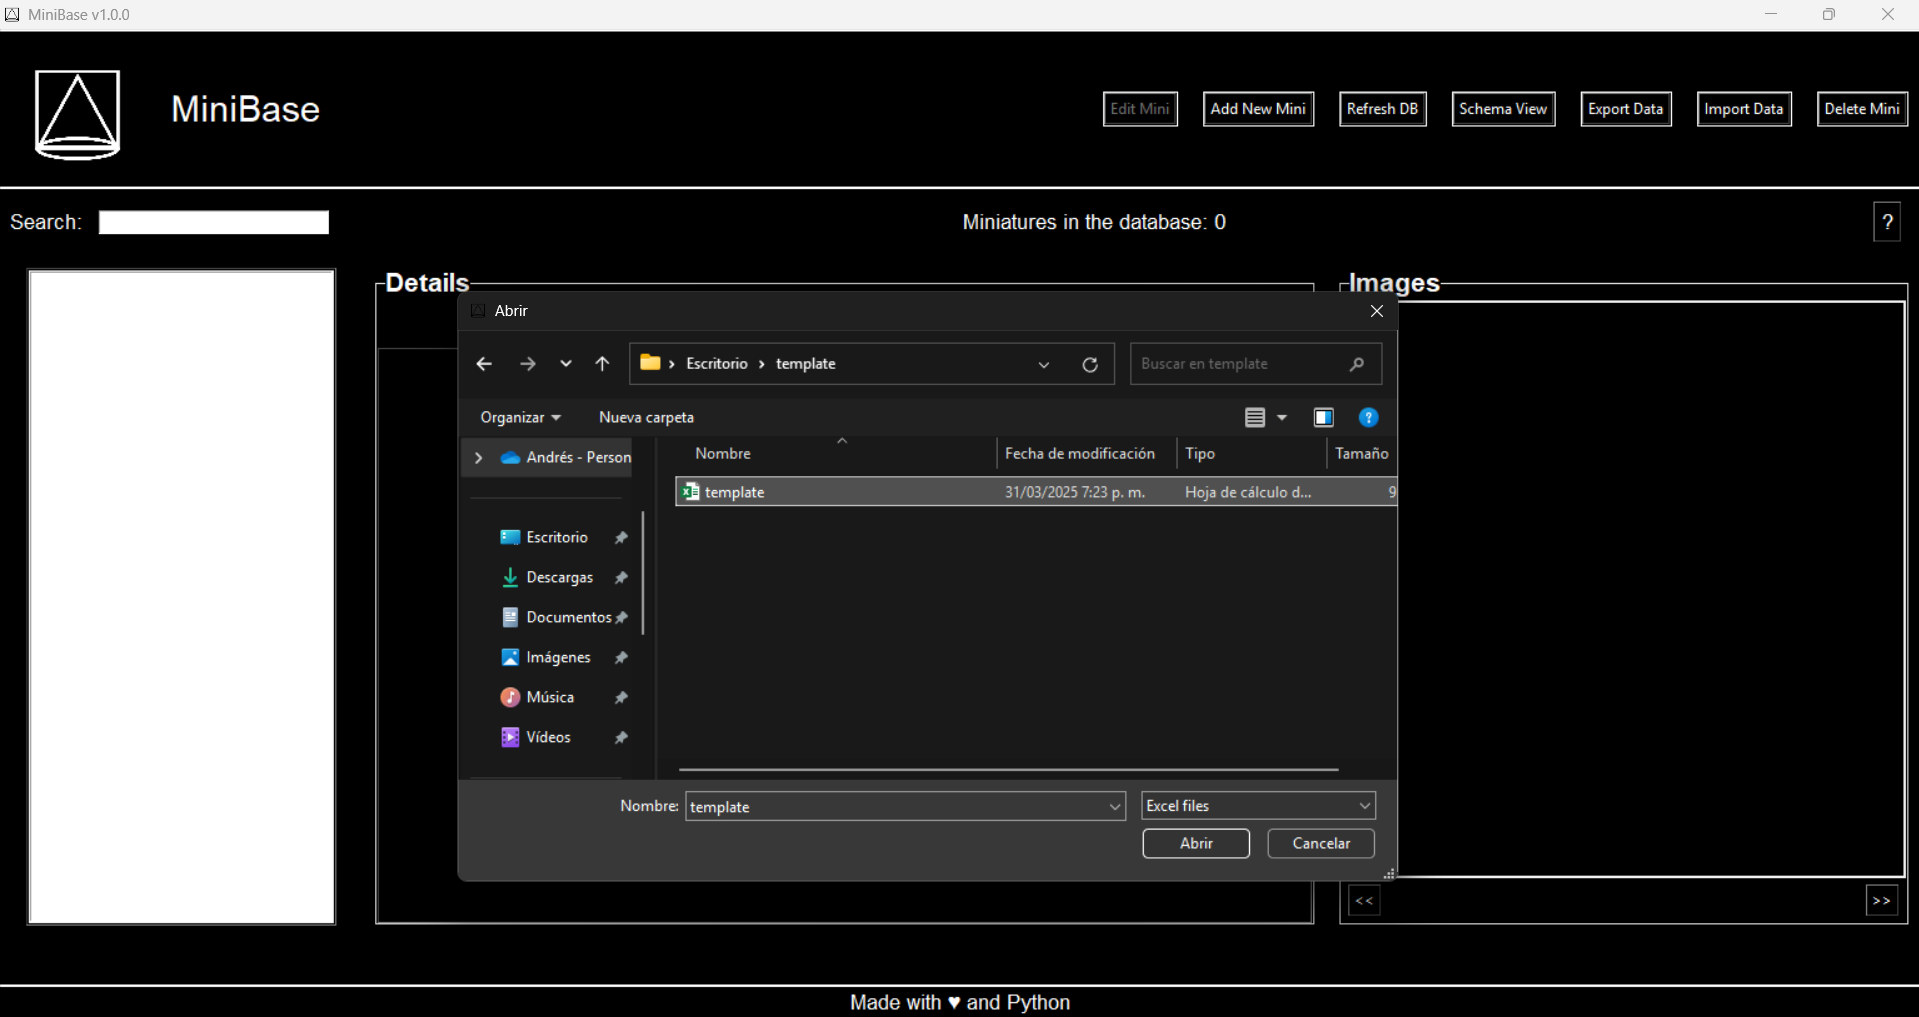 MiniBase v1.0.0
MiniBase
Edit Mini
Add New Mini
Refresh DB
Schema View
Export Data
Import Data
Delete Mini
Search:
Miniatures in the database: 0
?
Details
Images
Abrir
Escritorio > template
Buscar en template
Organizar
Nueva carpeta
?
Andrés - Person
Nombre
Fecha de modificación
Tipo
Tamaño
template
31/03/2025 7:23 p. m.
Hoja de cálculo d...
9
Escritorio
Descargas
Documentos
Imágenes
Música
Vídeos
Nombre:
template
Excel files
Abrir
Cancelar
<<
>>
Made with ♥ and Python